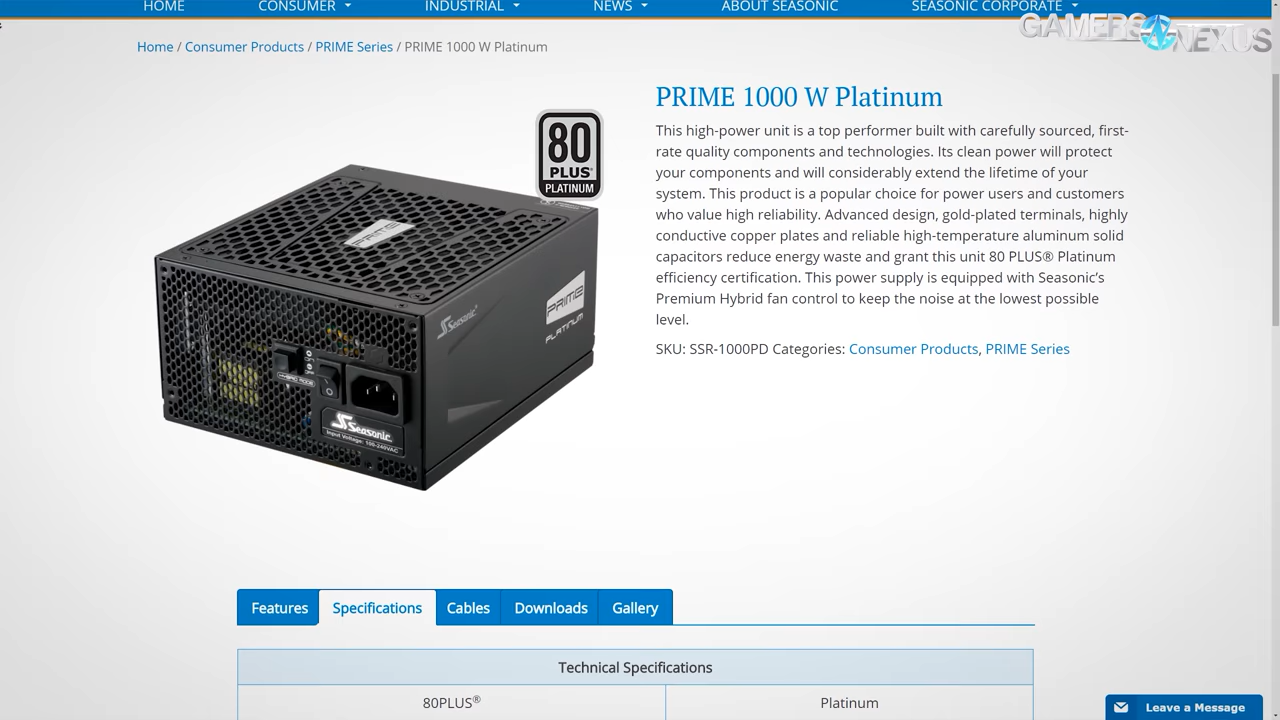 HOME CONSUMER INDUSTRIAL NEWS ABOUT SEASONIC SEASONIC CORPORATE
GAMERS NEXUS
Home / Consumer Products / PRIME Series / PRIME 1000 W Platinum
PRIME 1000 W Platinum
This high-power unit is a top performer built with carefully sourced, first-
rate quality components and technologies. Its clean power will protect
your components and will considerably extend the lifetime of your
system. This product is a popular choice for power users and customers
who value high reliability. Advanced design, gold-plated terminals, highly
conductive copper plates and reliable high-temperature aluminum solid
capacitors reduce energy waste and grant this unit 80 PLUS® Platinum
efficiency certification. This power supply is equipped with Seasonic’s
Premium Hybrid fan control to keep the noise at the lowest possible
level.
SKU: SSR-1000PD Categories: Consumer Products, PRIME Series
80
PLUS®
PLATINUM
PRIME
Seasonic®
PRIME
PLATINUM
HYBRID MODE
Seasonic
Input Voltage: 100-240VAC
Features Specifications Cables Downloads Gallery
Technical Specifications
80PLUS® Platinum
Leave a Message